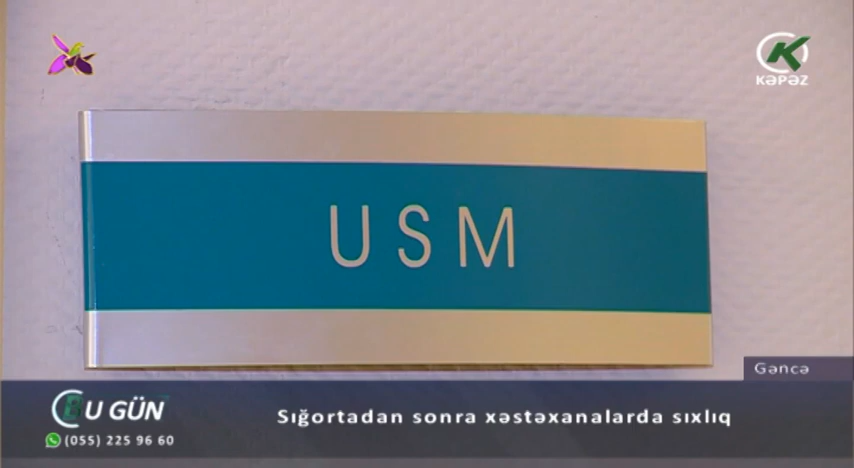 KƏPƏZ
USM
Gəncə
BU GÜN
Sığortadan sonra xəstəxanalarda sıxlıq
(055) 225 96 60